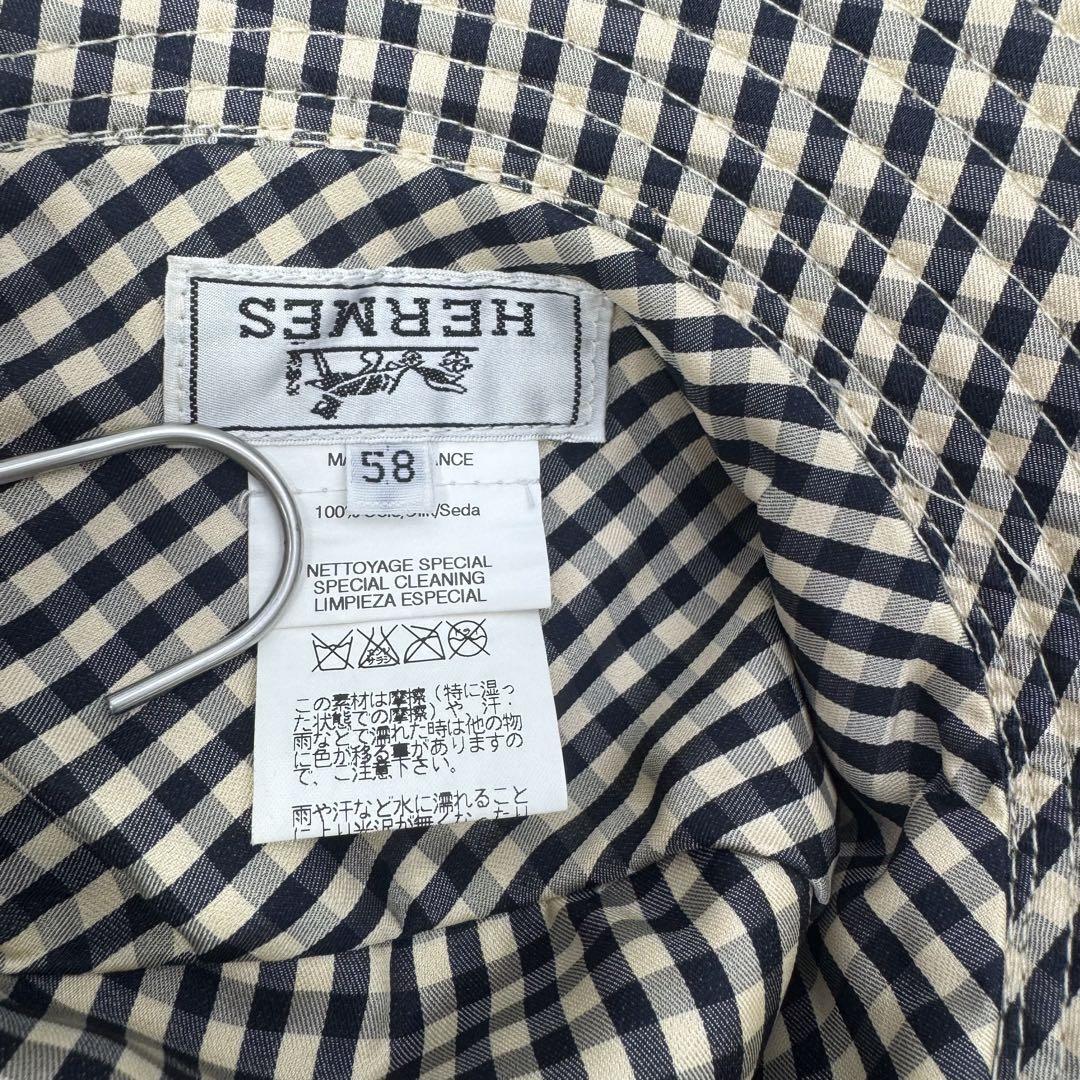 HERMES
58
100%
/Seda
NETTOYAGE SPECIAL
SPECIAL CLEANING
LIMPIEZA ESPECIAL
この素材は摩擦（特に湿っ
た状態での摩擦）や、汗・
雨などで濡れた時は他の物
に色が移る事がありますの
で、ご注意下さい。
雨や汗など水に濡れること